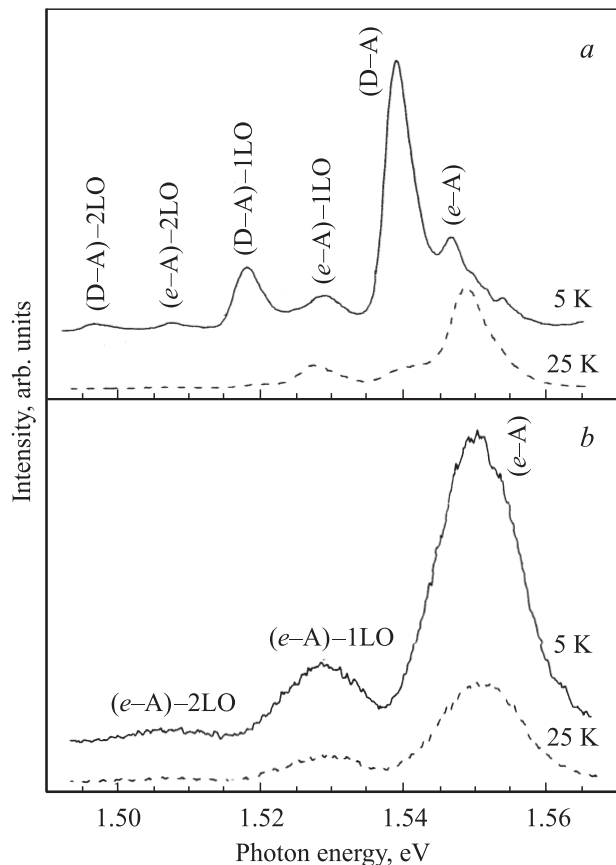 a
(D–A)
(D–A)–2LO
(e–A)–2LO
(D–A)–1LO
(e–A)–1LO
(e–A)
5 K
25 K
Intensity, arb. units
b
(e–A)
(e–A)–1LO
5 K
(e–A)–2LO
25 K
1.50 1.52 1.54 1.56
Photon energy, eV